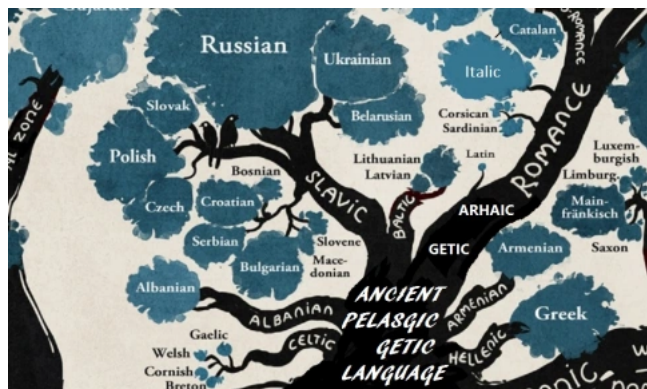 Gujarati
Russian
Ukrainian
Belarusian
Slovak
Polish
Czech
Bosnian
Croatian
Serbian
Bulgarian
Slovene
Mace-
donian
SLAVIC
Lithuanian
Latvian
BALTIC
Latin
Catalan
Italic
Corsican
Sardinian
ROMANCE
ARHAIC
GETIC
Luxem-
burgish
Limburg.
Main-
fränkisch
Saxon
Armenian
ARMENIAN
Greek
HELLENIC
Albanian
ALBANIAN
Gaelic
Welsh
Cornish
Breton
CELTIC
ANCIENT
PELASGIC
GETIC
LANGUAGE